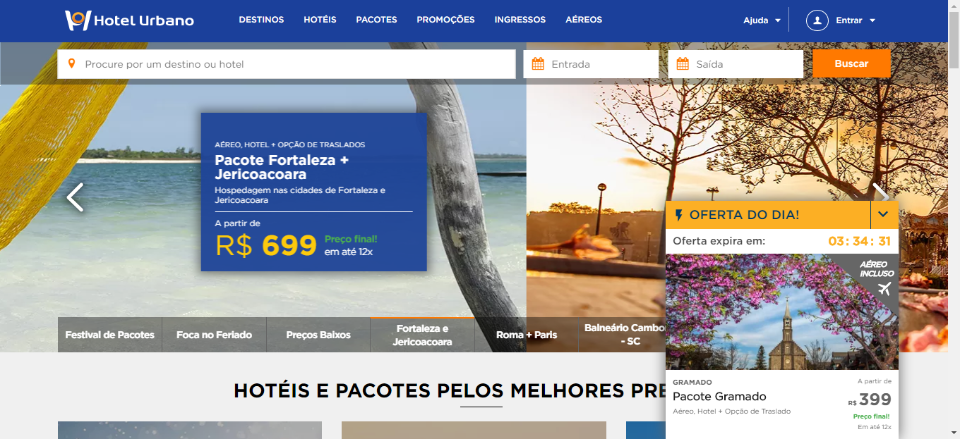 Hotel Urbano
DESTINOS HOTÉIS PACOTES PROMOÇÕES INGRESSOS AÉREOS
Ajuda Entrar
Procure por um destino ou hotel
Entrada
Saída
Buscar
AÉREO, HOTEL + OPÇÃO DE TRASLADOS
Pacote Fortaleza +
Jericoacoara
Hospedagem nas cidades de Fortaleza e
Jericoacoara
A partir de
R$ 699 Preço final!
em até 12x
OFERTA DO DIA!
Oferta expira em: 03: 34: 31
AÉREO
INCLUSO
GRAMADO
A partir de
Pacote Gramado
R$ 399
Aéreo, Hotel + Opção de Traslado
Preço final!
Em até 12x
Festival de Pacotes
Foca no Feriado
Preços Baixos
Fortaleza e
Jericoacoara
Roma + Paris
Balneário Cambo
- SC
HOTÉIS E PACOTES PELOS MELHORES PRE